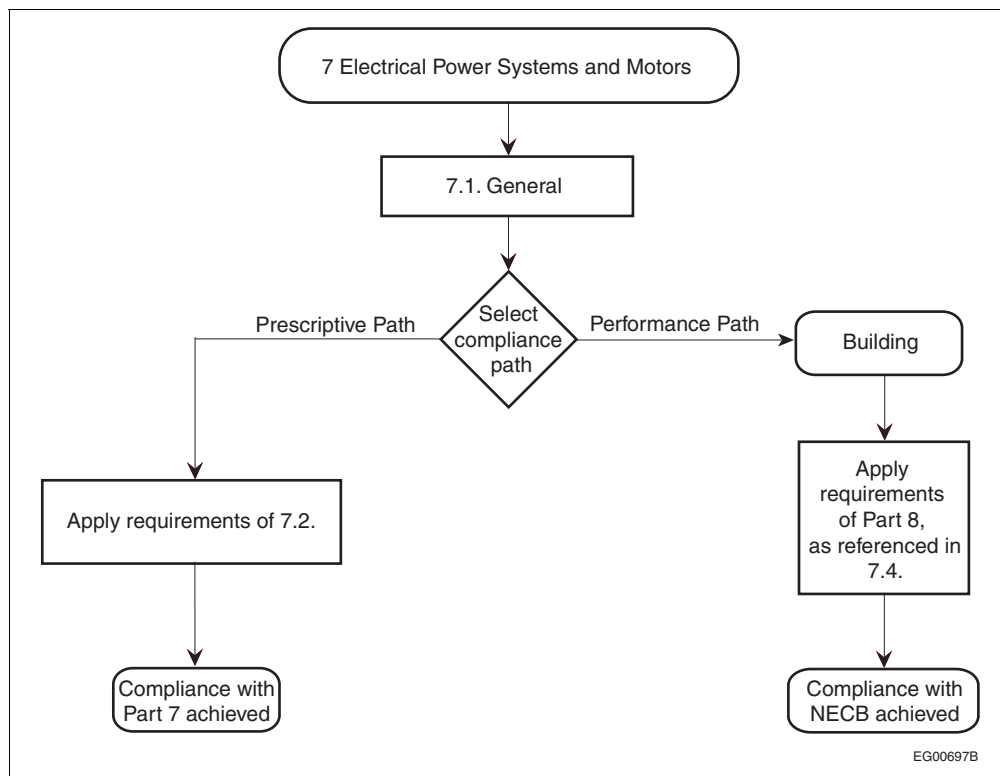 7 Electrical Power Systems and Motors
7.1. General
Select
compliance
path
Prescriptive Path
Performance Path
Building
Apply requirements of 7.2.
Apply
requirements
of Part 8,
as referenced in
7.4.
Compliance with
Part 7 achieved
Compliance with
NECB achieved
EG00697B